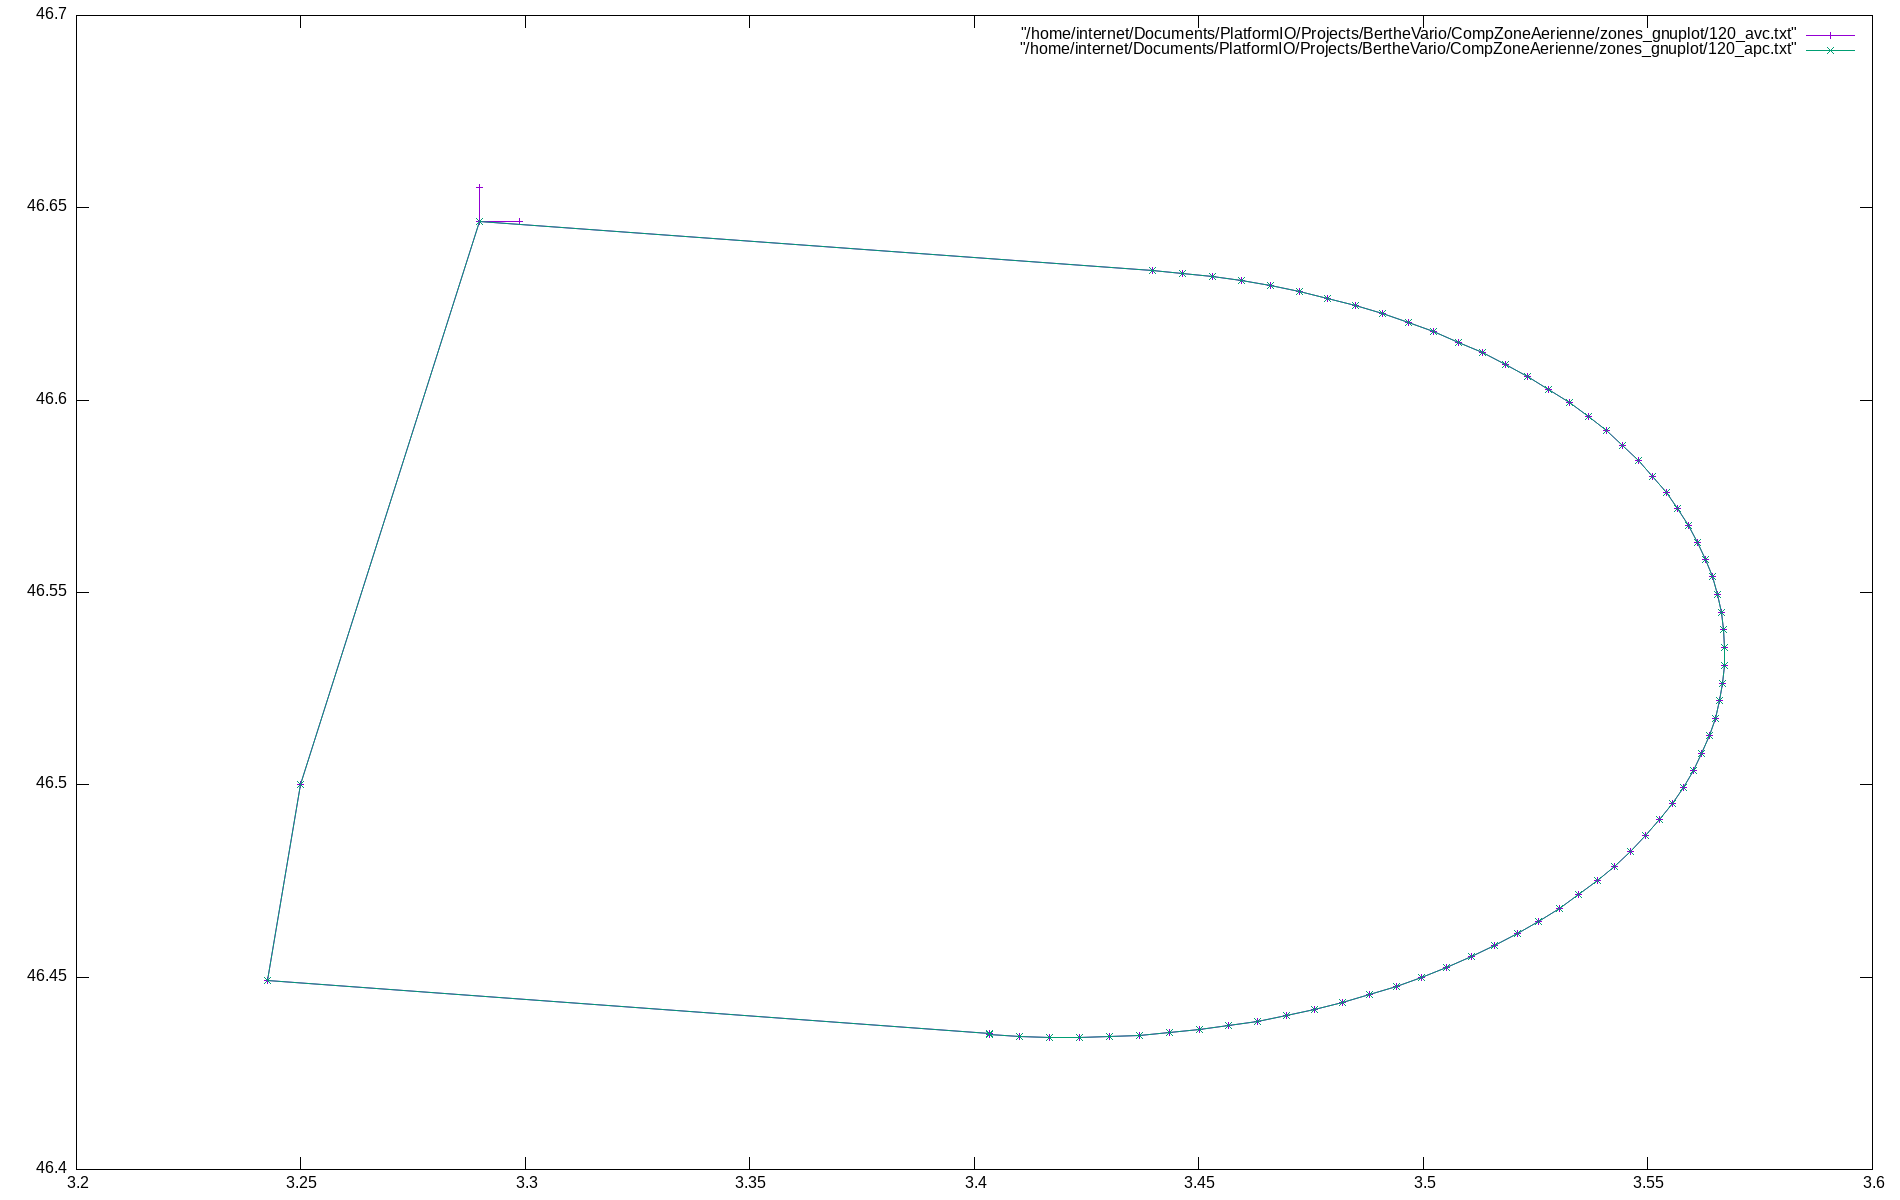 "/home/internet/Documents/PlatformIO/Projects/BertheVario/CompZoneAerienne/zones_gnuplot/120_avc.txt"
"/home/internet/Documents/PlatformIO/Projects/BertheVario/CompZoneAerienne/zones_gnuplot/120_apc.txt"
46.7
46.65
46.6
46.55
46.5
46.45
46.4
3.2 3.25 3.3 3.35 3.4 3.45 3.5 3.55 3.6